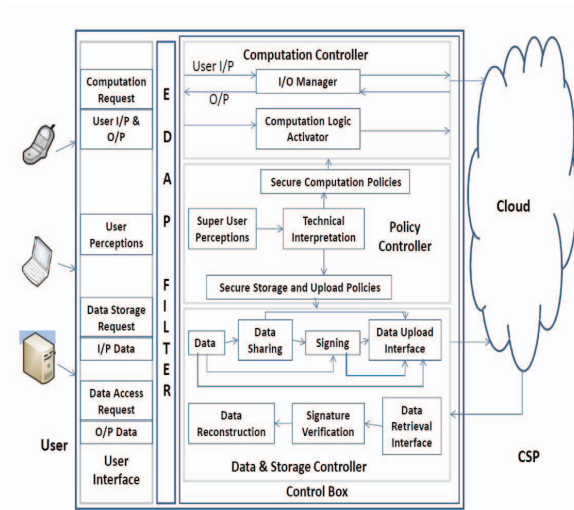 Computation Controller
User I/P
I/O Manager
O/P
Computation Logic
Activator
Computation
Request
User I/P &
O/P
User
Perceptions
Data Storage
Request
I/P Data
Data Access
Request
O/P Data
User
Interface
User
E
D
A
P
F
I
L
T
E
R
Secure Computation Policies
Super User
Perceptions
Technical
Interpretation
Policy
Controller
Secure Storage and Upload Policies
Data
Data
Sharing
Signing
Data Upload
Interface
Data
Reconstruction
Signature
Verification
Data
Retrieval
Interface
Data & Storage Controller
Control Box
Cloud
CSP